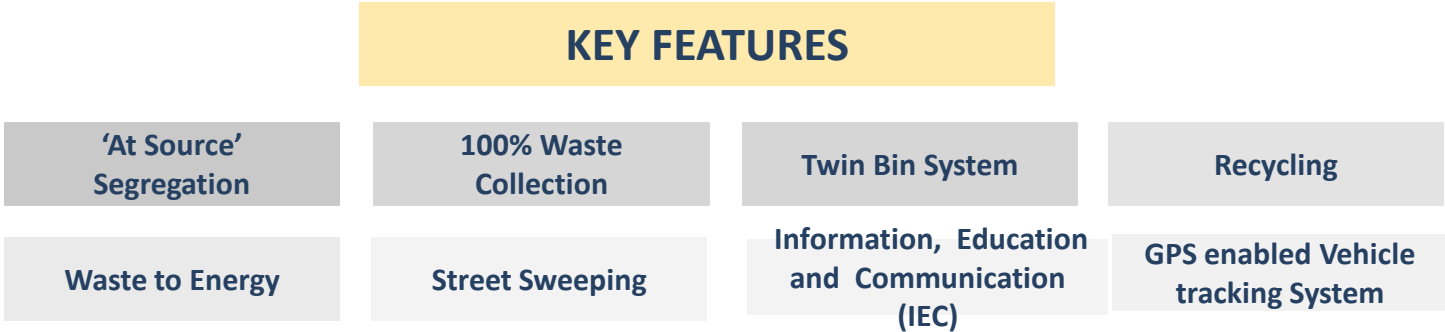 KEY FEATURES
‘At Source’
Segregation
100% Waste
Collection
Twin Bin System
Recycling
Waste to Energy
Street Sweeping
Information, Education
and Communication
(IEC)
GPS enabled Vehicle
tracking System